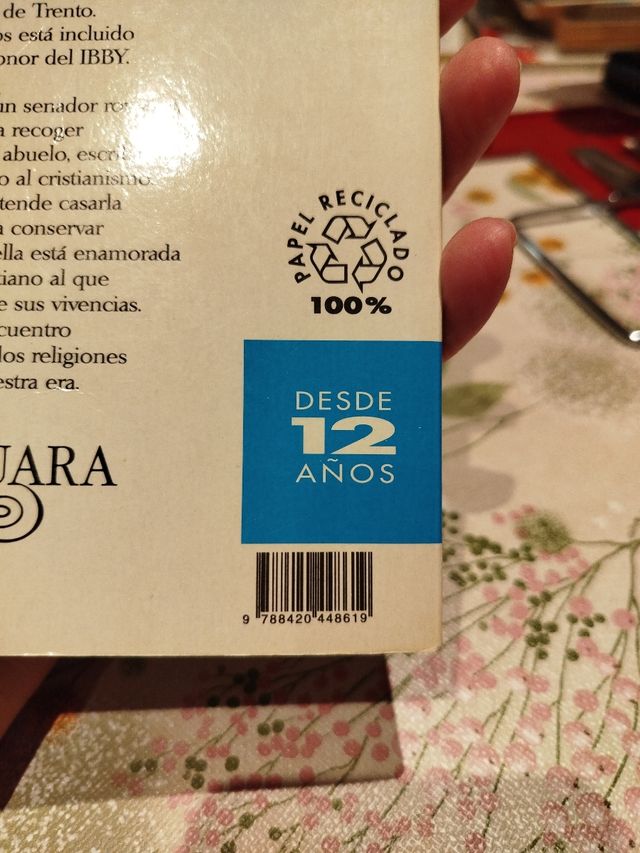 de Trento.
os está incluido
onor del IBBY.
un senador
a recoger
abuelo,
o al cristianismo.
tende casarla
a conservar
ella está enamorada
tiano al que
e sus vivencias.
cuentro
los religiones
estra era.
UARA
PAPEL RECICLADO
100%
DESDE
12
AÑOS
9 788420 448619